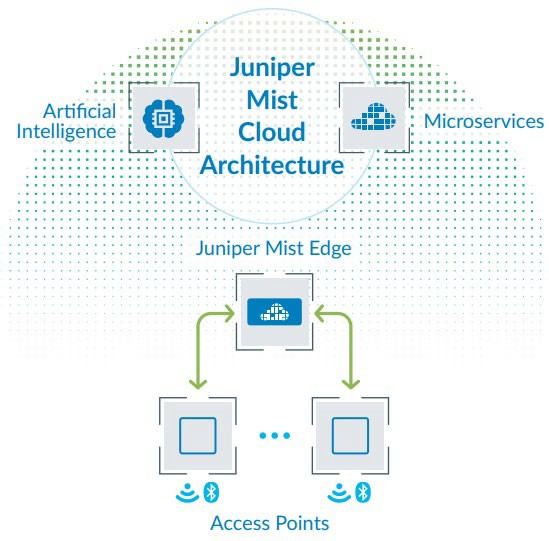 Juniper
Mist
Cloud
Architecture
Artificial
Intelligence
Microservices
Juniper Mist Edge
Access Points